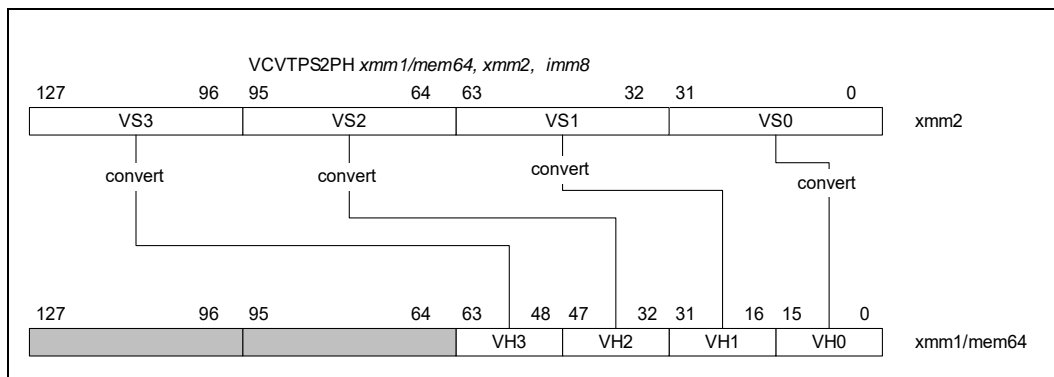 VCVTPS2PH xmm1/mem64, xmm2, imm8
127 96 95 64 63 32 31 0
VS3 VS2 VS1 VS0 xmm2
convert convert convert convert
127 96 95 64 63 48 47 32 31 16 15 0
VH3 VH2 VH1 VH0 xmm1/mem64